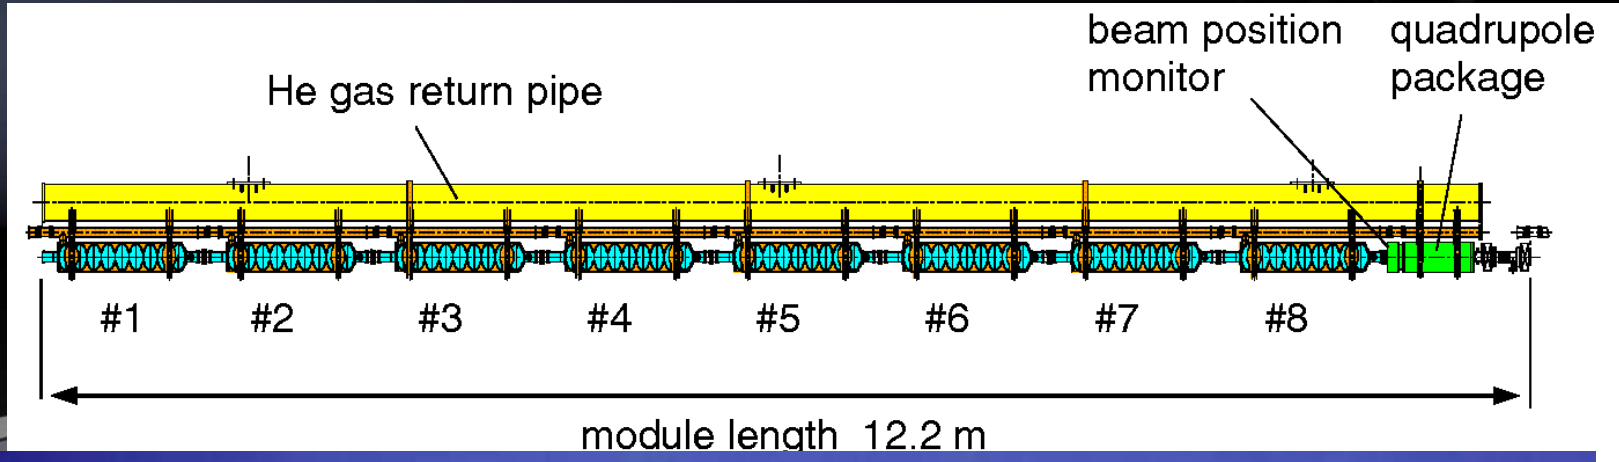 beam position
monitor
quadrupole
package
He gas return pipe
#1 #2 #3 #4 #5 #6 #7 #8
module length 12.2 m